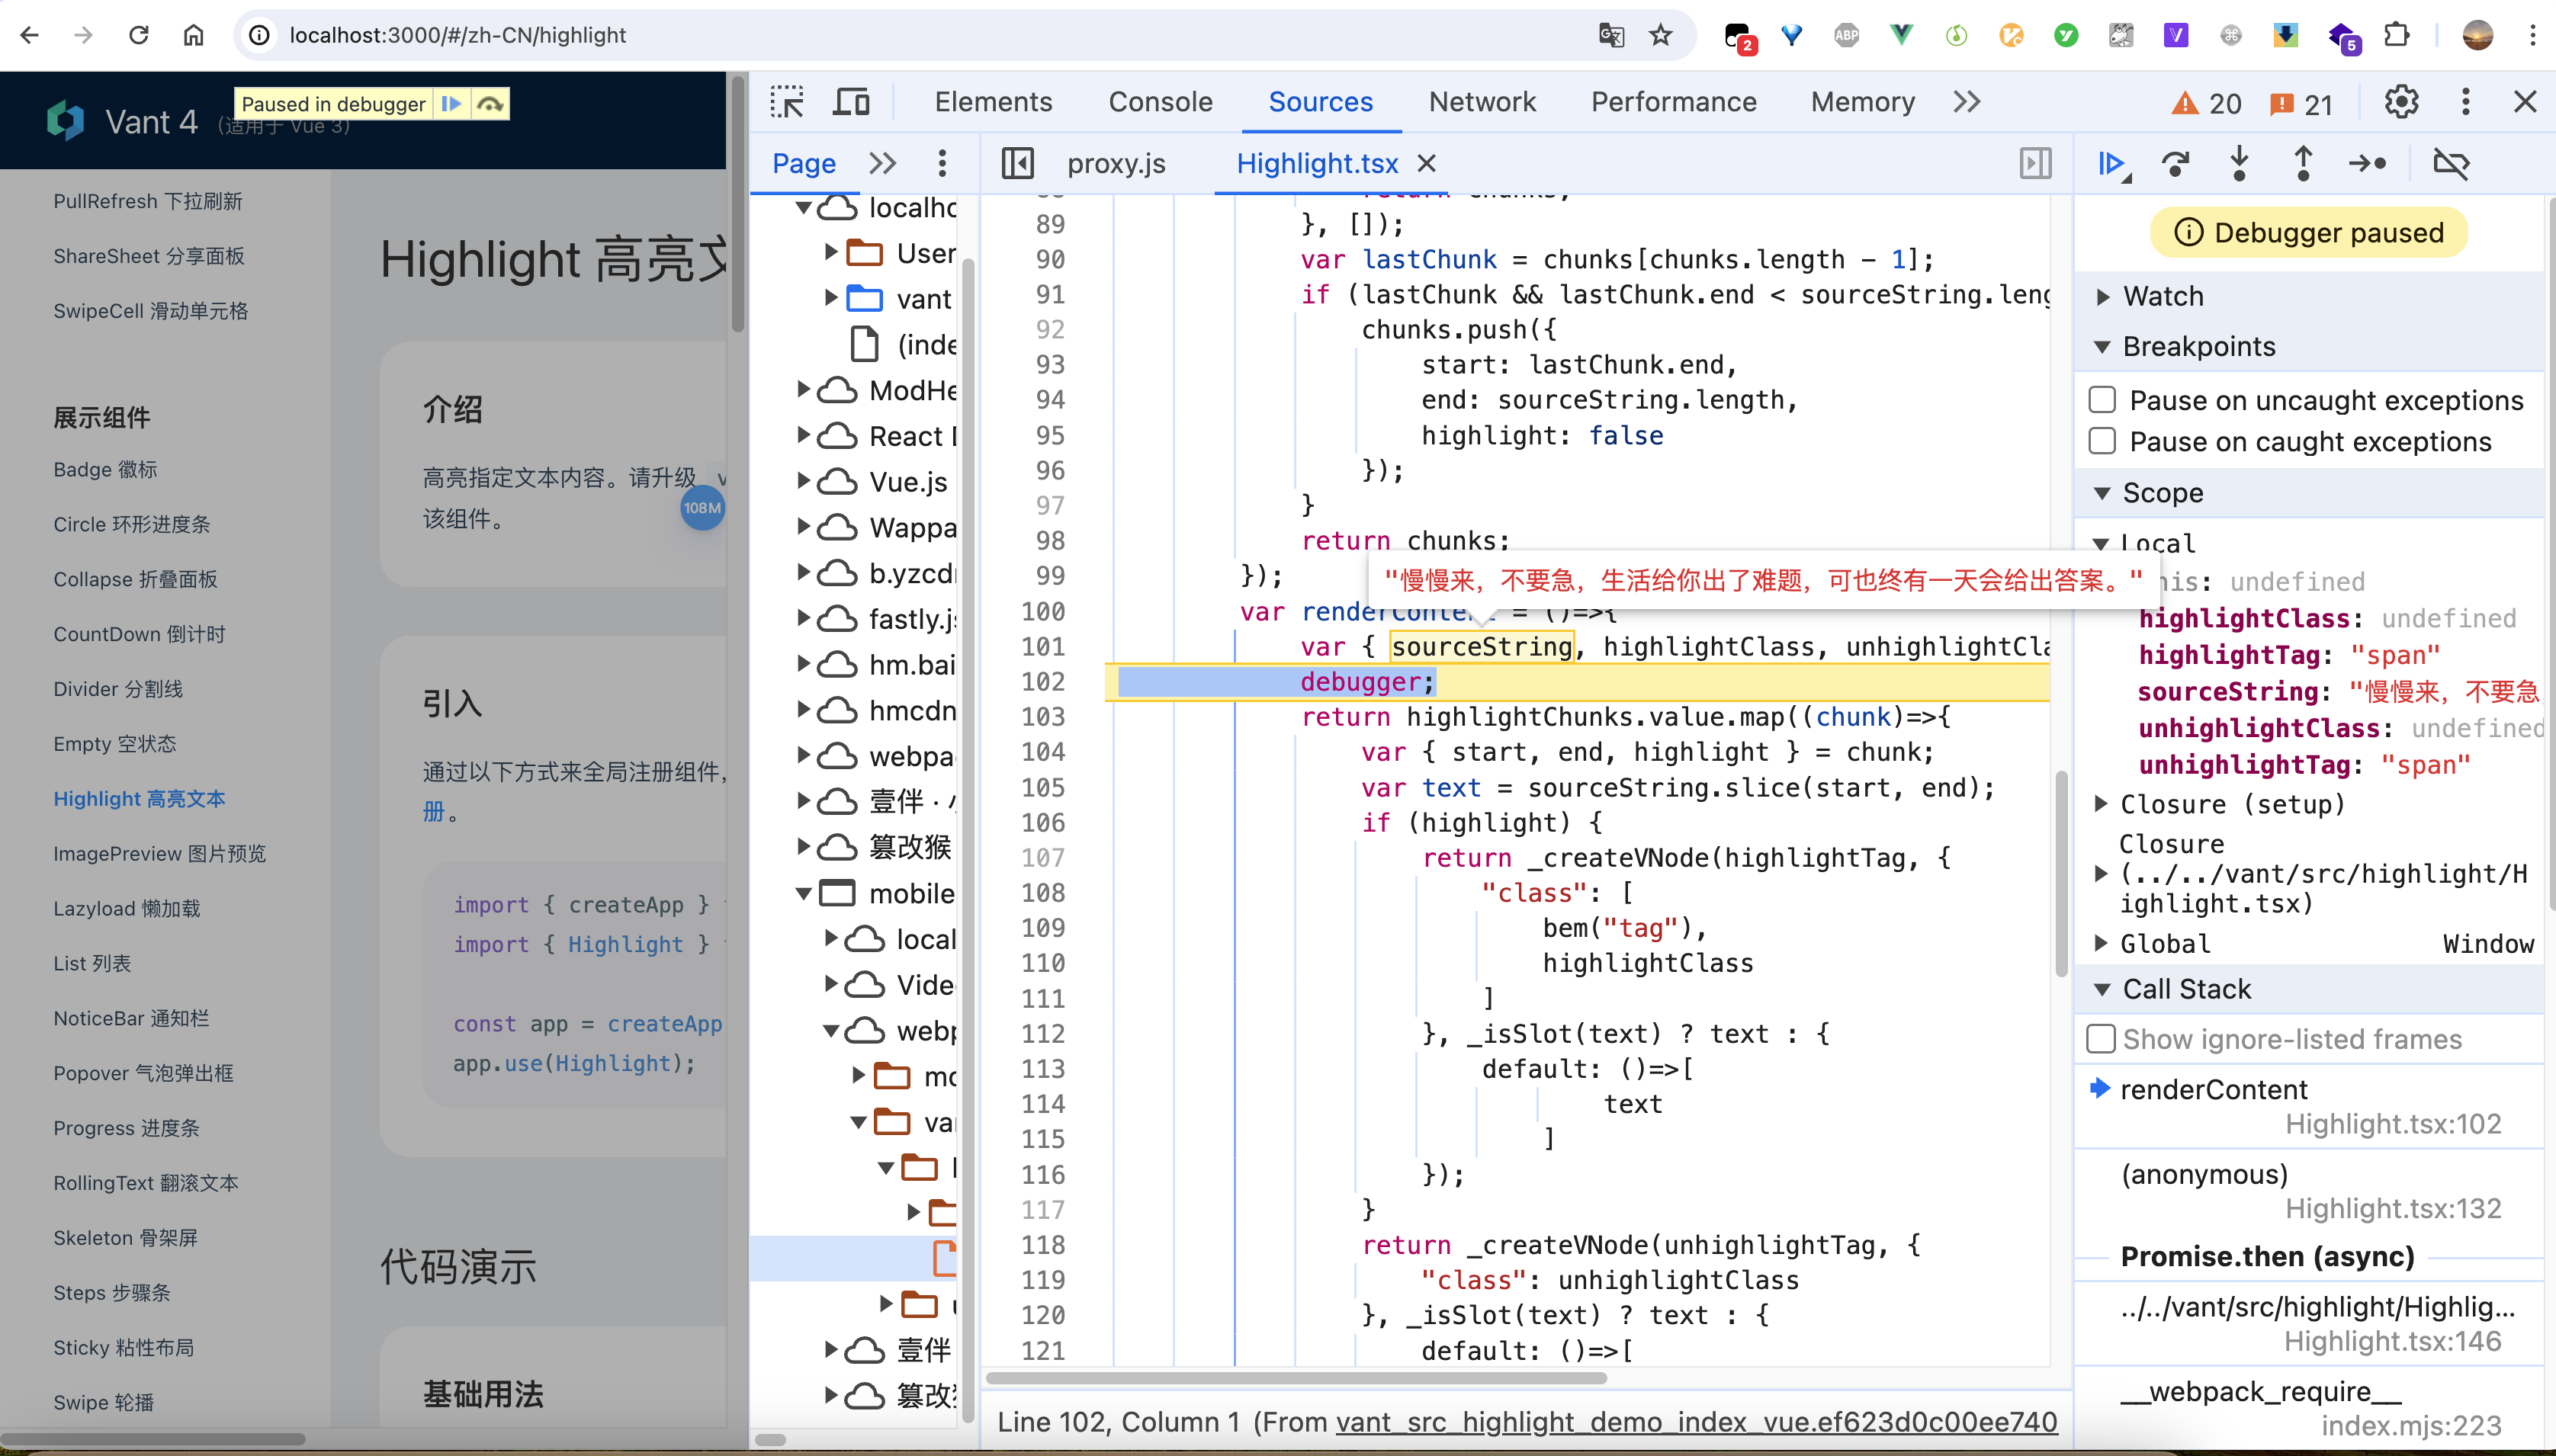 localhost:3000/#/zh-CN/highlight
ABP
2
5
Vant 4 (适用于 Vue 3)
Paused in debugger
PullRefresh 下拉刷新
ShareSheet 分享面板
SwipeCell 滑动单元格
展示组件
Badge 徽标
Circle 环形进度条
Collapse 折叠面板
CountDown 倒计时
Divider 分割线
Empty 空状态
Highlight 高亮文本
ImagePreview 图片预览
Lazyload 懒加载
List 列表
NoticeBar 通知栏
Popover 气泡弹出框
Progress 进度条
RollingText 翻滚文本
Skeleton 骨架屏
Steps 步骤条
Sticky 粘性布局
Swipe 轮播
Highlight 高亮文
介绍
高亮指定文本内容。请升级 v
该组件。
108M
引入
通过以下方式来全局注册组件,
册。
import { createApp }
import { Highlight }
const app = createApp
app.use(Highlight);
代码演示
基础用法
Elements Console Sources Network Performance Memory
20 21
Page
localho
User
vant
(inde
ModHe
React D
Vue.js
Wappa
b.yzcdn
fastly.js
hm.bai
hmcdn
webpa
壹伴 · 小
篡改猴
mobile
local
Vide
webp
mo
van
壹伴
篡改猴
proxy.js Highlight.tsx
88 return chunks;
89 }, []);
90 var lastChunk = chunks[chunks.length - 1];
91 if (lastChunk && lastChunk.end < sourceString.leng
92 chunks.push({
93 start: lastChunk.end,
94 end: sourceString.length,
95 highlight: false
96 });
97 }
98 return chunks;
99 });
"慢慢来，不要急，生活给你出了难题，可也终有一天会给出答案。"
100 var renderContent = ()=>{
101 var { sourceString, highlightClass, unhighlightCla
102 debugger;
103 return highlightChunks.value.map((chunk)=>{
104 var { start, end, highlight } = chunk;
105 var text = sourceString.slice(start, end);
106 if (highlight) {
107 return _createVNode(highlightTag, {
108 "class": [
109 bem("tag"),
110 highlightClass
111 ]
112 }, _isSlot(text) ? text : {
113 default: ()=>[
114 text
115 ]
116 });
117 }
118 return _createVNode(unhighlightTag, {
119 "class": unhighlightClass
120 }, _isSlot(text) ? text : {
121 default: ()=>[
Line 102, Column 1 (From vant_src_highlight_demo_index_vue.ef623d0c00ee740
Debugger paused
Watch
Breakpoints
Pause on uncaught exceptions
Pause on caught exceptions
Scope
Local
this: undefined
highlightClass: undefined
highlightTag: "span"
sourceString: "慢慢来，不要急
unhighlightClass: undefined
unhighlightTag: "span"
Closure (setup)
Closure
(../../vant/src/highlight/H
ighlight.tsx)
Global Window
Call Stack
Show ignore-listed frames
renderContent
Highlight.tsx:102
(anonymous)
Highlight.tsx:132
Promise.then (async)
../../vant/src/highlight/Highlig...
Highlight.tsx:146
__webpack_require__
index.mjs:223